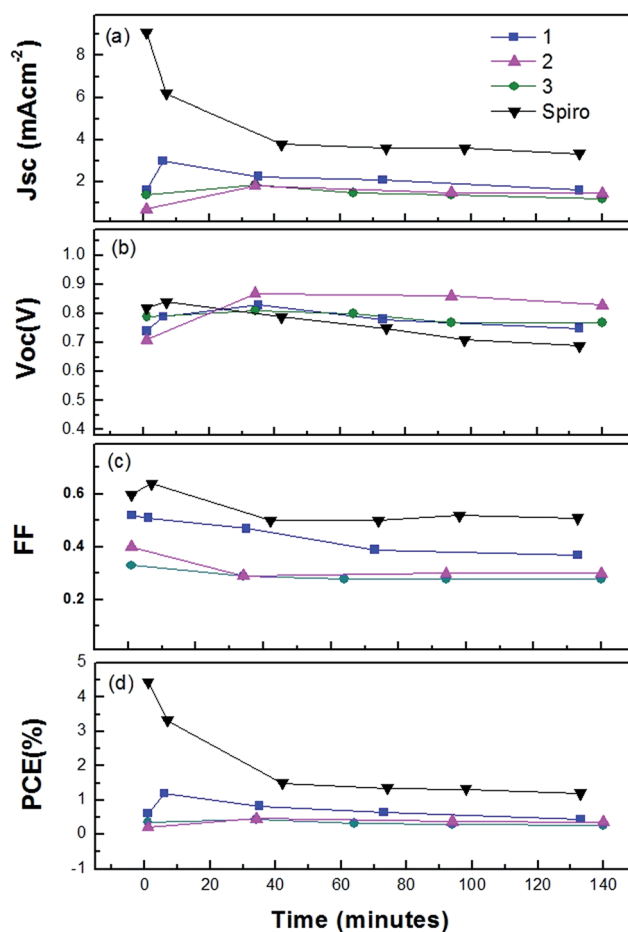 (a)
1
2
3
Spiro
8
6
4
2
Jsc (mAcm-2)
(b)
1.0
0.9
0.8
0.7
0.6
0.5
0.4
Voc(V)
(c)
0.6
0.4
0.2
FF
(d)
5
4
3
2
1
0
-1
PCE(%)
0 20 40 60 80 100 120 140
Time (minutes)